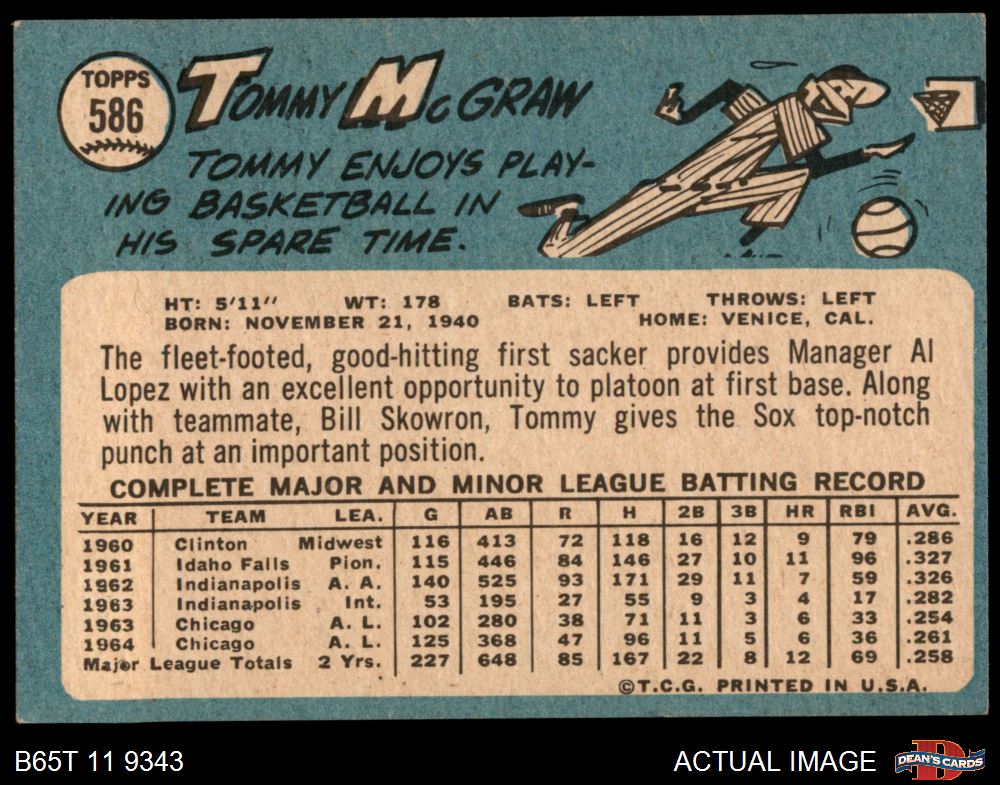 TOPPS
586
TOMMY McGRAW
TOMMY ENJOYS PLAY-
ING BASKETBALL IN
HIS SPARE TIME.
HT: 5'11" WT: 178 BATS: LEFT THROWS: LEFT
BORN: NOVEMBER 21, 1940 HOME: VENICE, CAL.
The fleet-footed, good-hitting first sacker provides Manager Al
Lopez with an excellent opportunity to platoon at first base. Along
with teammate, Bill Skowron, Tommy gives the Sox top-notch
punch at an important position.
COMPLETE MAJOR AND MINOR LEAGUE BATTING RECORD
YEAR TEAM LEA. G AB R H 2B 3B HR RBI AVG.
1960 Clinton Midwest 116 413 72 118 16 12 9 79 .286
1961 Idaho Falls Pion. 115 446 84 146 27 10 11 96 .327
1962 Indianapolis A. A. 140 525 93 171 29 11 7 59 .326
1963 Indianapolis Int. 53 195 27 55 9 3 4 17 .282
1963 Chicago A. L. 102 280 38 71 11 3 6 33 .254
1964 Chicago A. L. 125 368 47 96 11 5 6 36 .261
Major League Totals 2 Yrs. 227 648 85 167 22 8 12 69 .258
©T.C.G. PRINTED IN U.S.A.
B65T 11 9343 ACTUAL IMAGE D DEAN'S CARDS